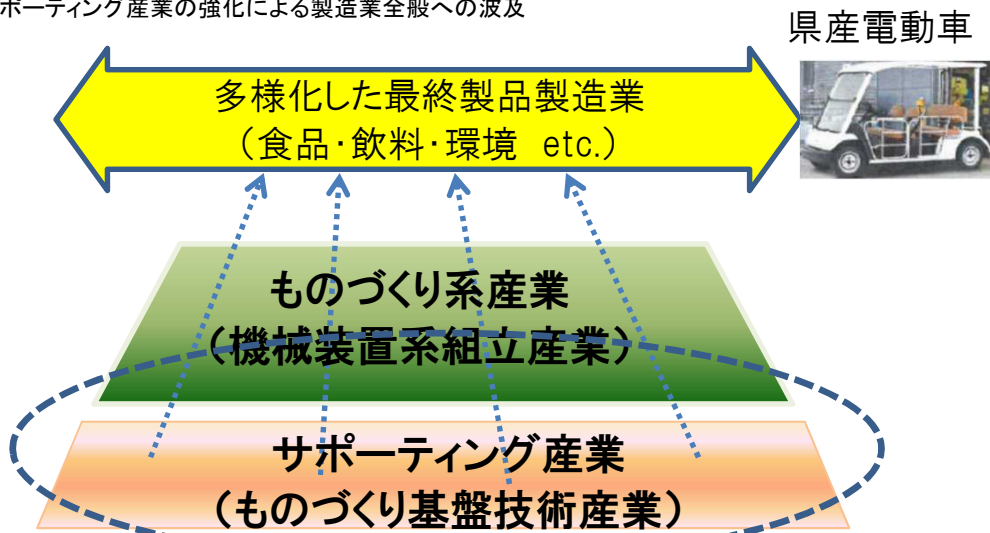 ポーティング産業の強化による製造業全般への波及
県産電動車
多様化した最終製品製造業
（食品・飲料・環境 etc.）
ものづくり系産業
（機械装置系組立産業）
サポーティング産業
（ものづくり基盤技術産業）